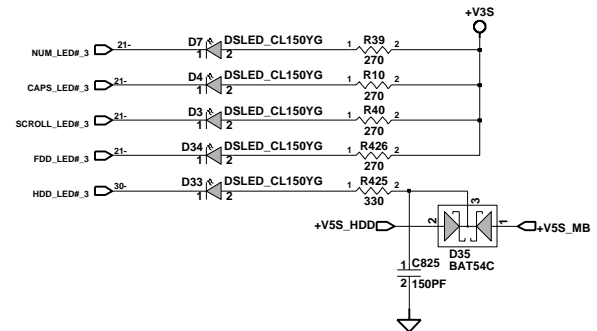 +V3S
D7 DSLED_CL150YG R39
NUM_LED#_3 21- 1 2 1 2
270
D4 DSLED_CL150YG R10
CAPS_LED#_3 21- 1 2 1 2
270
D3 DSLED_CL150YG R40
SCROLL_LED#_3 21- 1 2 1 2
270
D34 DSLED_CL150YG R426
FDD_LED#_3 21- 1 2 1 2
270
D33 DSLED_CL150YG R425
HDD_LED#_3 30- 1 2 1 2
330
3
+V5S_HDD 2 1 +V5S_MB
D35
BAT54C
1 C825
2 150PF